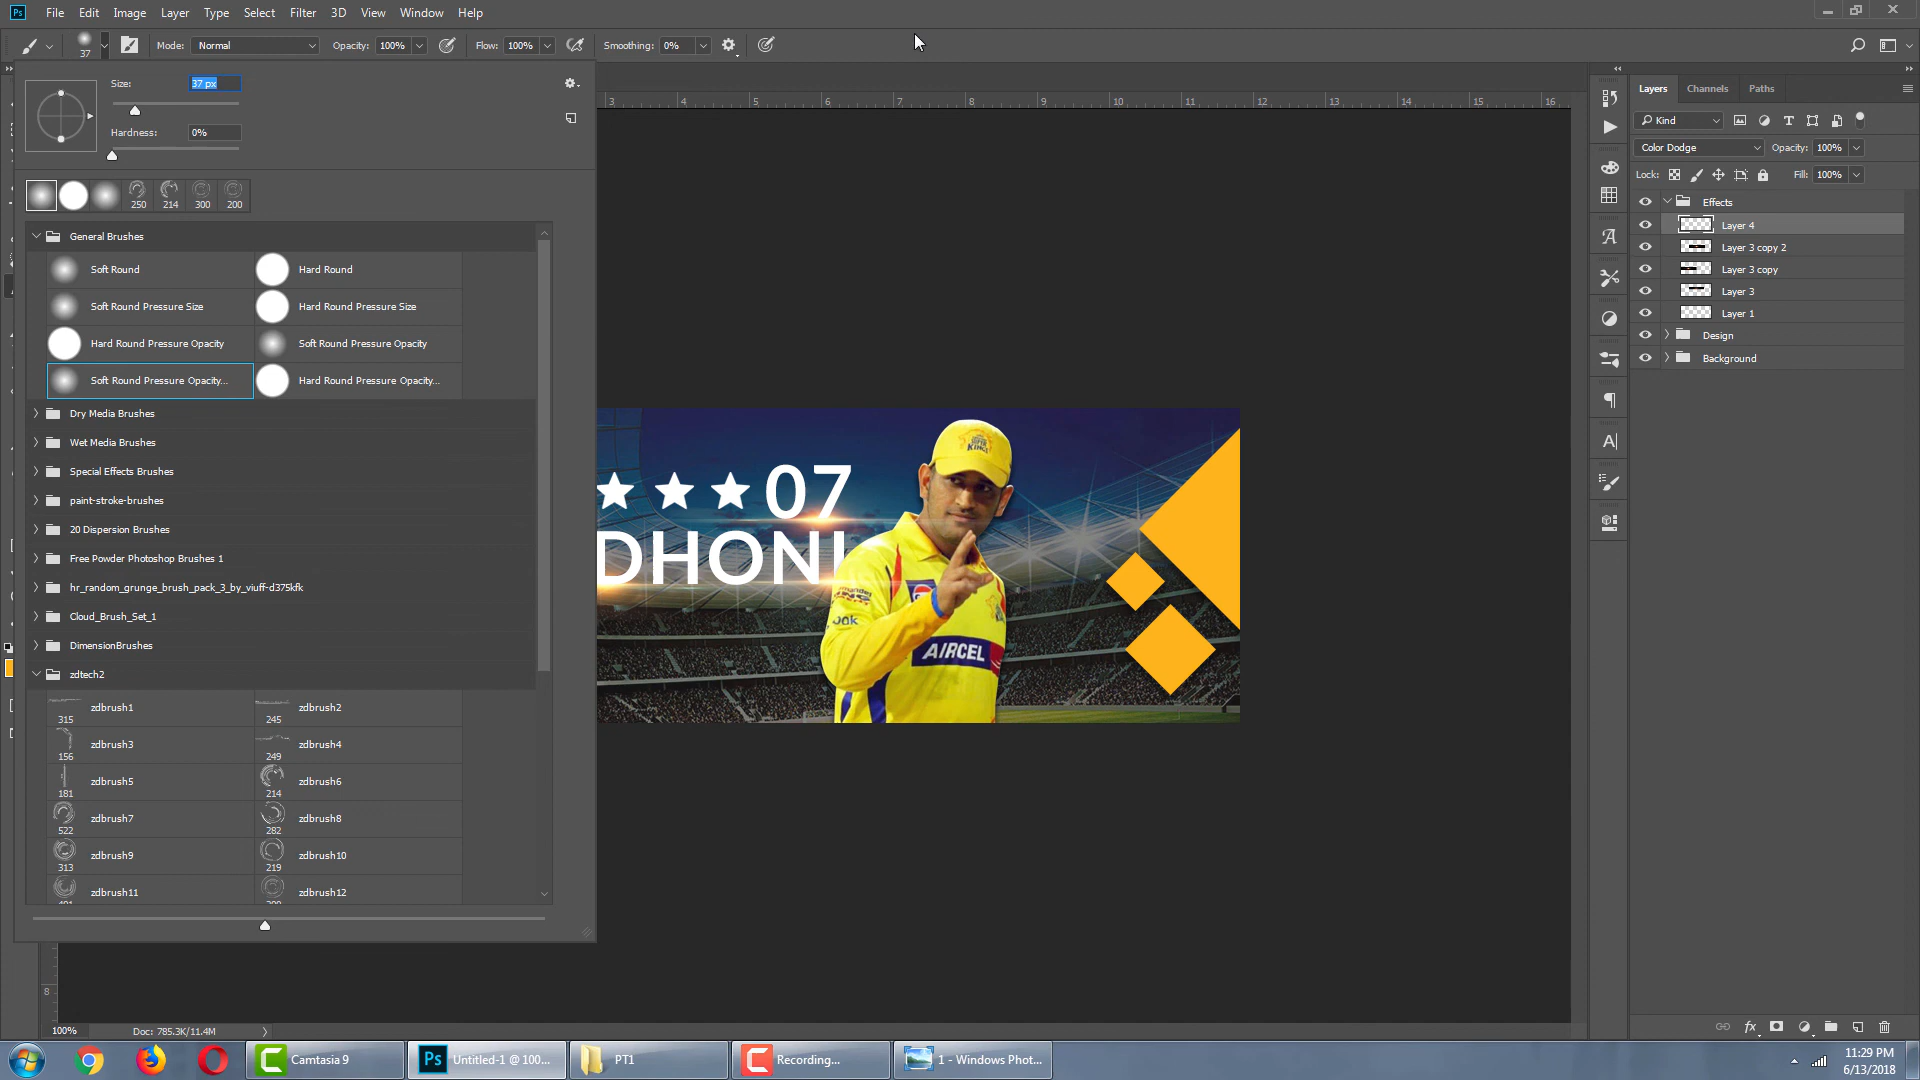 Ps File Edit Image Layer Type Select Filter 3D View Window Help
37 Mode: Normal Opacity: 100% Flow: 100% Smoothing: 0%
Size: 37 px
Hardness: 0%
250 214 300 200
General Brushes
Soft Round Hard Round
Soft Round Pressure Size Hard Round Pressure Size
Hard Round Pressure Opacity Soft Round Pressure Opacity
Soft Round Pressure Opacity... Hard Round Pressure Opacity...
Dry Media Brushes
Wet Media Brushes
Special Effects Brushes
paint-stroke-brushes
20 Dispersion Brushes
Free Powder Photoshop Brushes 1
hr_random_grunge_brush_pack_3_by_viuff-d375kfk
Cloud_Brush_Set_1
DimensionBrushes
zdtech2
zdbrush1 zdbrush2
315 245
zdbrush3 zdbrush4
156 249
zdbrush5 zdbrush6
181 214
zdbrush7 zdbrush8
522 282
zdbrush9 zdbrush10
313 219
zdbrush11 zdbrush12
3 4 5 6 7 8 9 10 11 12 13 14 15 16
07
DHONI
SUPER
KINGS
AIRCEL
Layers Channels Paths
Kind
Color Dodge Opacity: 100%
Lock: Fill: 100%
Effects
Layer 4
Layer 3 copy 2
Layer 3 copy
Layer 3
Layer 1
Design
Background
8
100% Doc: 785.3K/11.4M
Camtasia 9
Ps Untitled-1 @ 100...
PT1
Recording...
1 - Windows Phot...
11:29 PM
6/13/2018